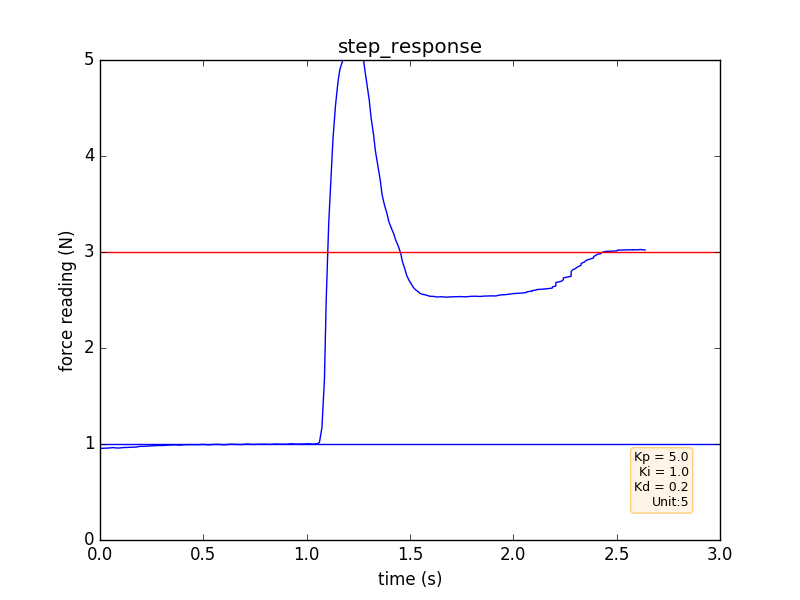 step_response
5
4
3
2
1
0
force reading (N)
Kp = 5.0
Ki = 1.0
Kd = 0.2
Unit:5
0.0 0.5 1.0 1.5 2.0 2.5 3.0
time (s)